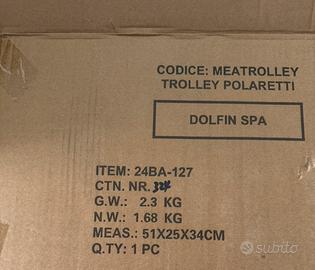 CODICE: MEATROLLEY
TROLLEY POLARETTI
DOLFIN SPA
ITEM: 24BA-127
CTN. NR.
G.W.: 2.3 KG
N.W.: 1.68 KG
MEAS.: 51X25X34CM
Q.TY: 1 PC
subito